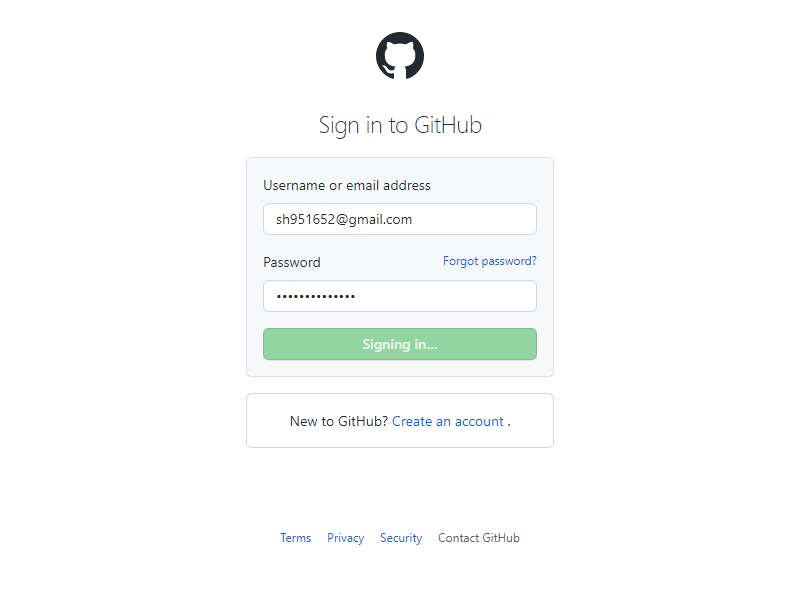 Sign in to GitHub
Username or email address
sh951652@gmail.com
Password Forgot password?
••••••••••••••
Signing in...
New to GitHub? Create an account .
Terms Privacy Security Contact GitHub